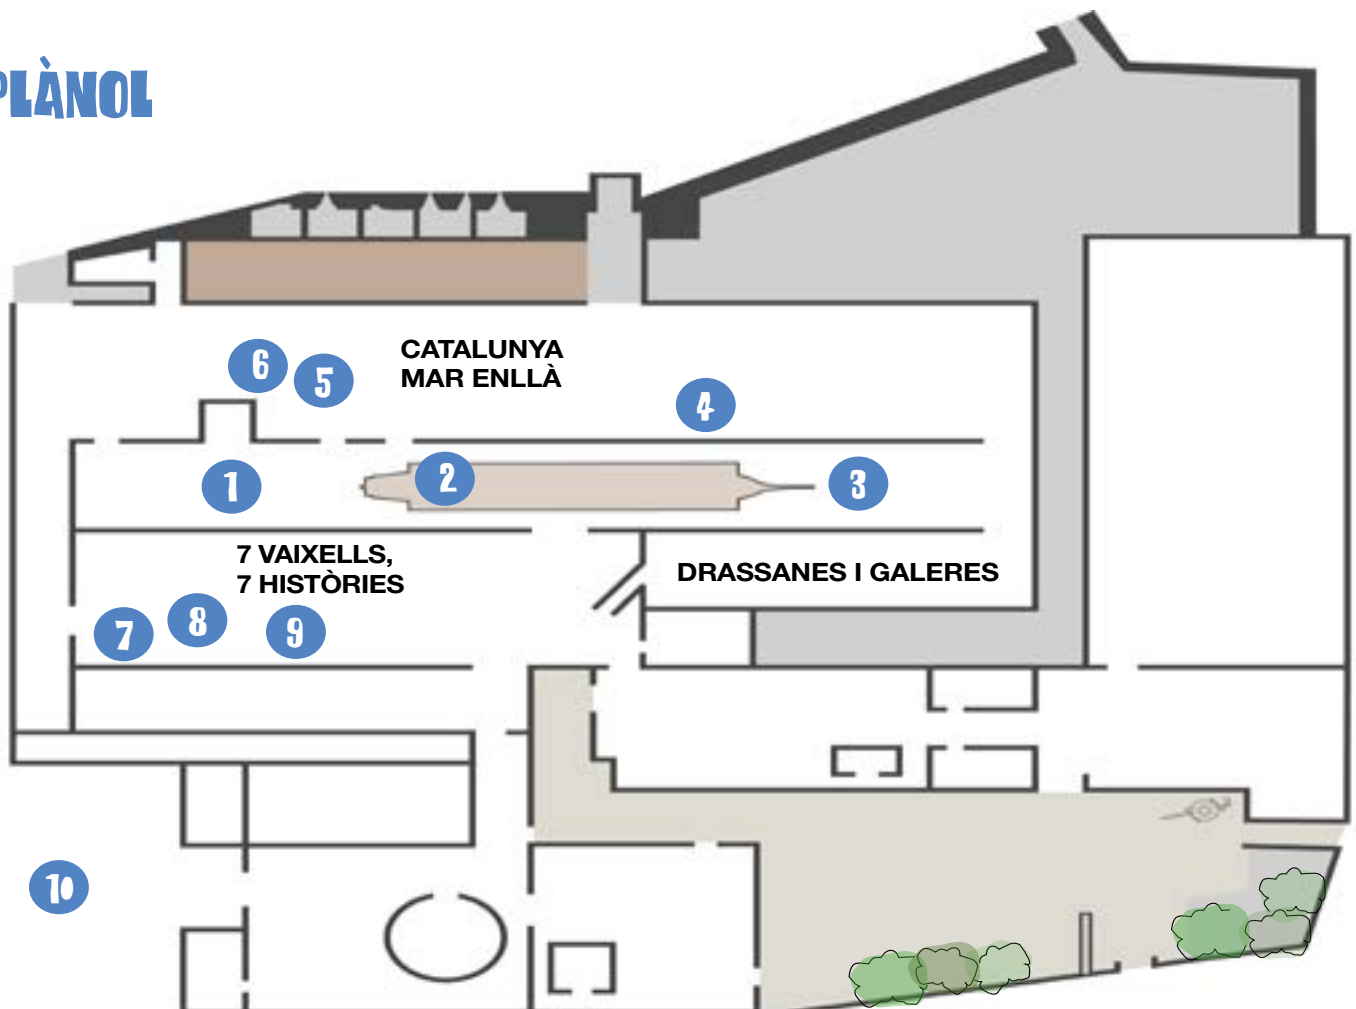 PLÀNOL
CATALUNYA
MAR ENLLÀ
6
5
4
1
2
3
7 VAIXELLS,
7 HISTÒRIES
DRASSANES I GALERES
7
8
9
10